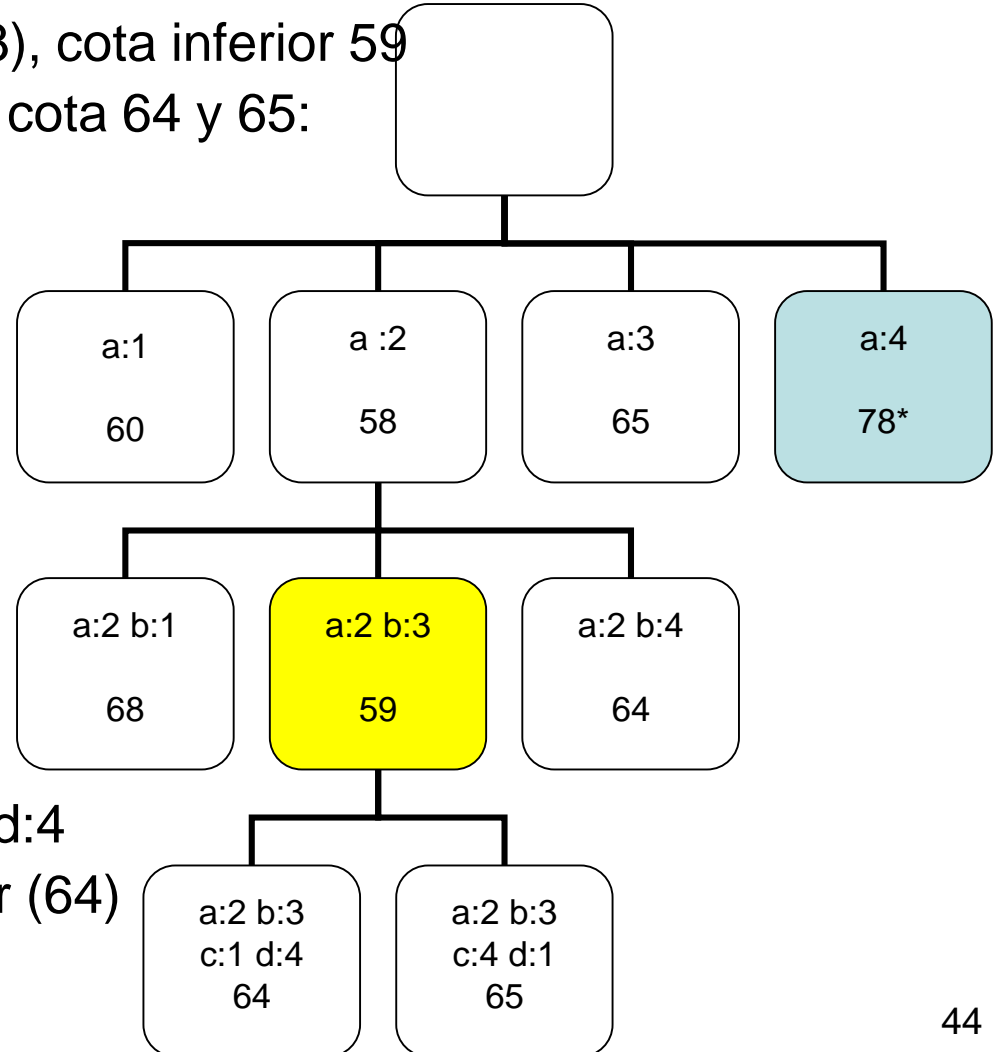 3), cota inferior 59
cota 64 y 65:
a:1
60
a :2
58
a:3
65
a:4
78*
a:2 b:1
68
a:2 b:3
59
a:2 b:4
64
d:4
r (64)
a:2 b:3
c:1 d:4
64
a:2 b:3
c:4 d:1
65
44